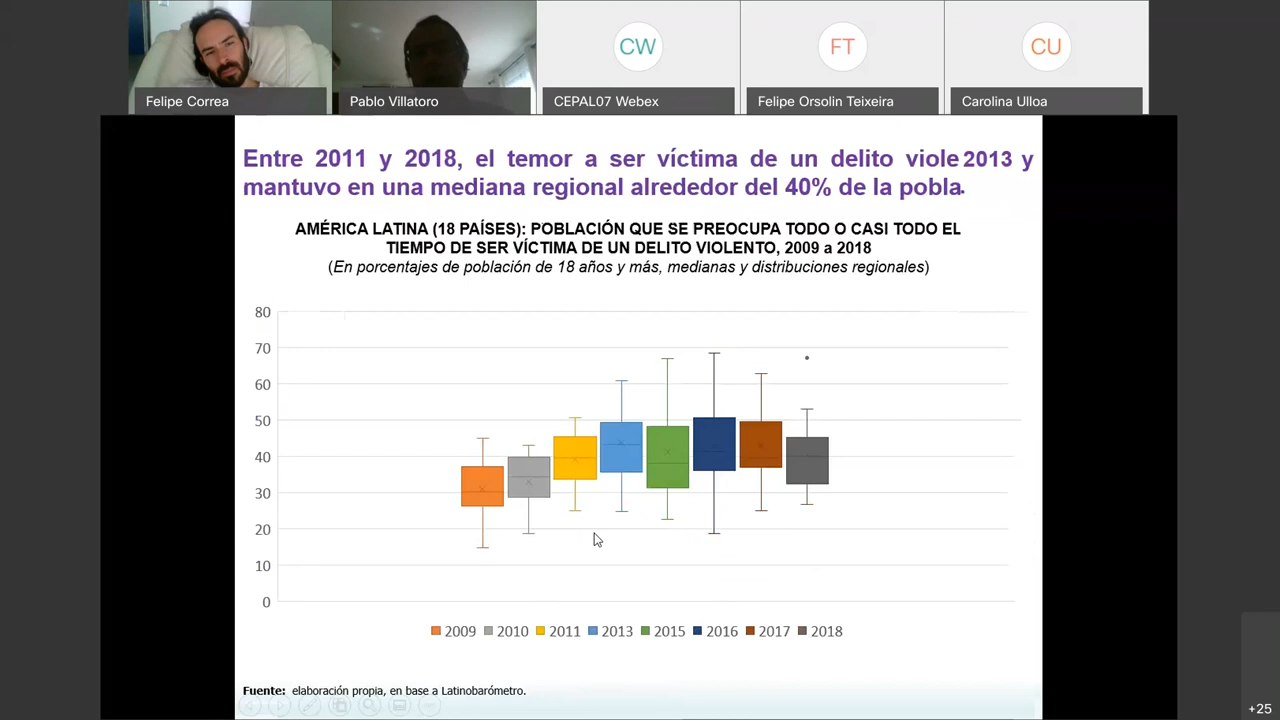 CW
FT
CU
Felipe Correa
Pablo Villatoro
CEPAL07 Webex
Felipe Orsolin Teixeira
Carolina Ulloa
Entre 2011 y 2018, el temor a ser víctima de un delito viole 2013 y
mantuvo en una mediana regional alrededor del 40% de la pobla.
AMÉRICA LATINA (18 PAÍSES): POBLACIÓN QUE SE PREOCUPA TODO O CASI TODO EL
TIEMPO DE SER VÍCTIMA DE UN DELITO VIOLENTO, 2009 a 2018
(En porcentajes de población de 18 años y más, medianas y distribuciones regionales)
80
70
60
50
40
30
20
10
0
2009 2010 2011 2013 2015 2016 2017 2018
Fuente: elaboración propia, en base a Latinobarómetro.
+25